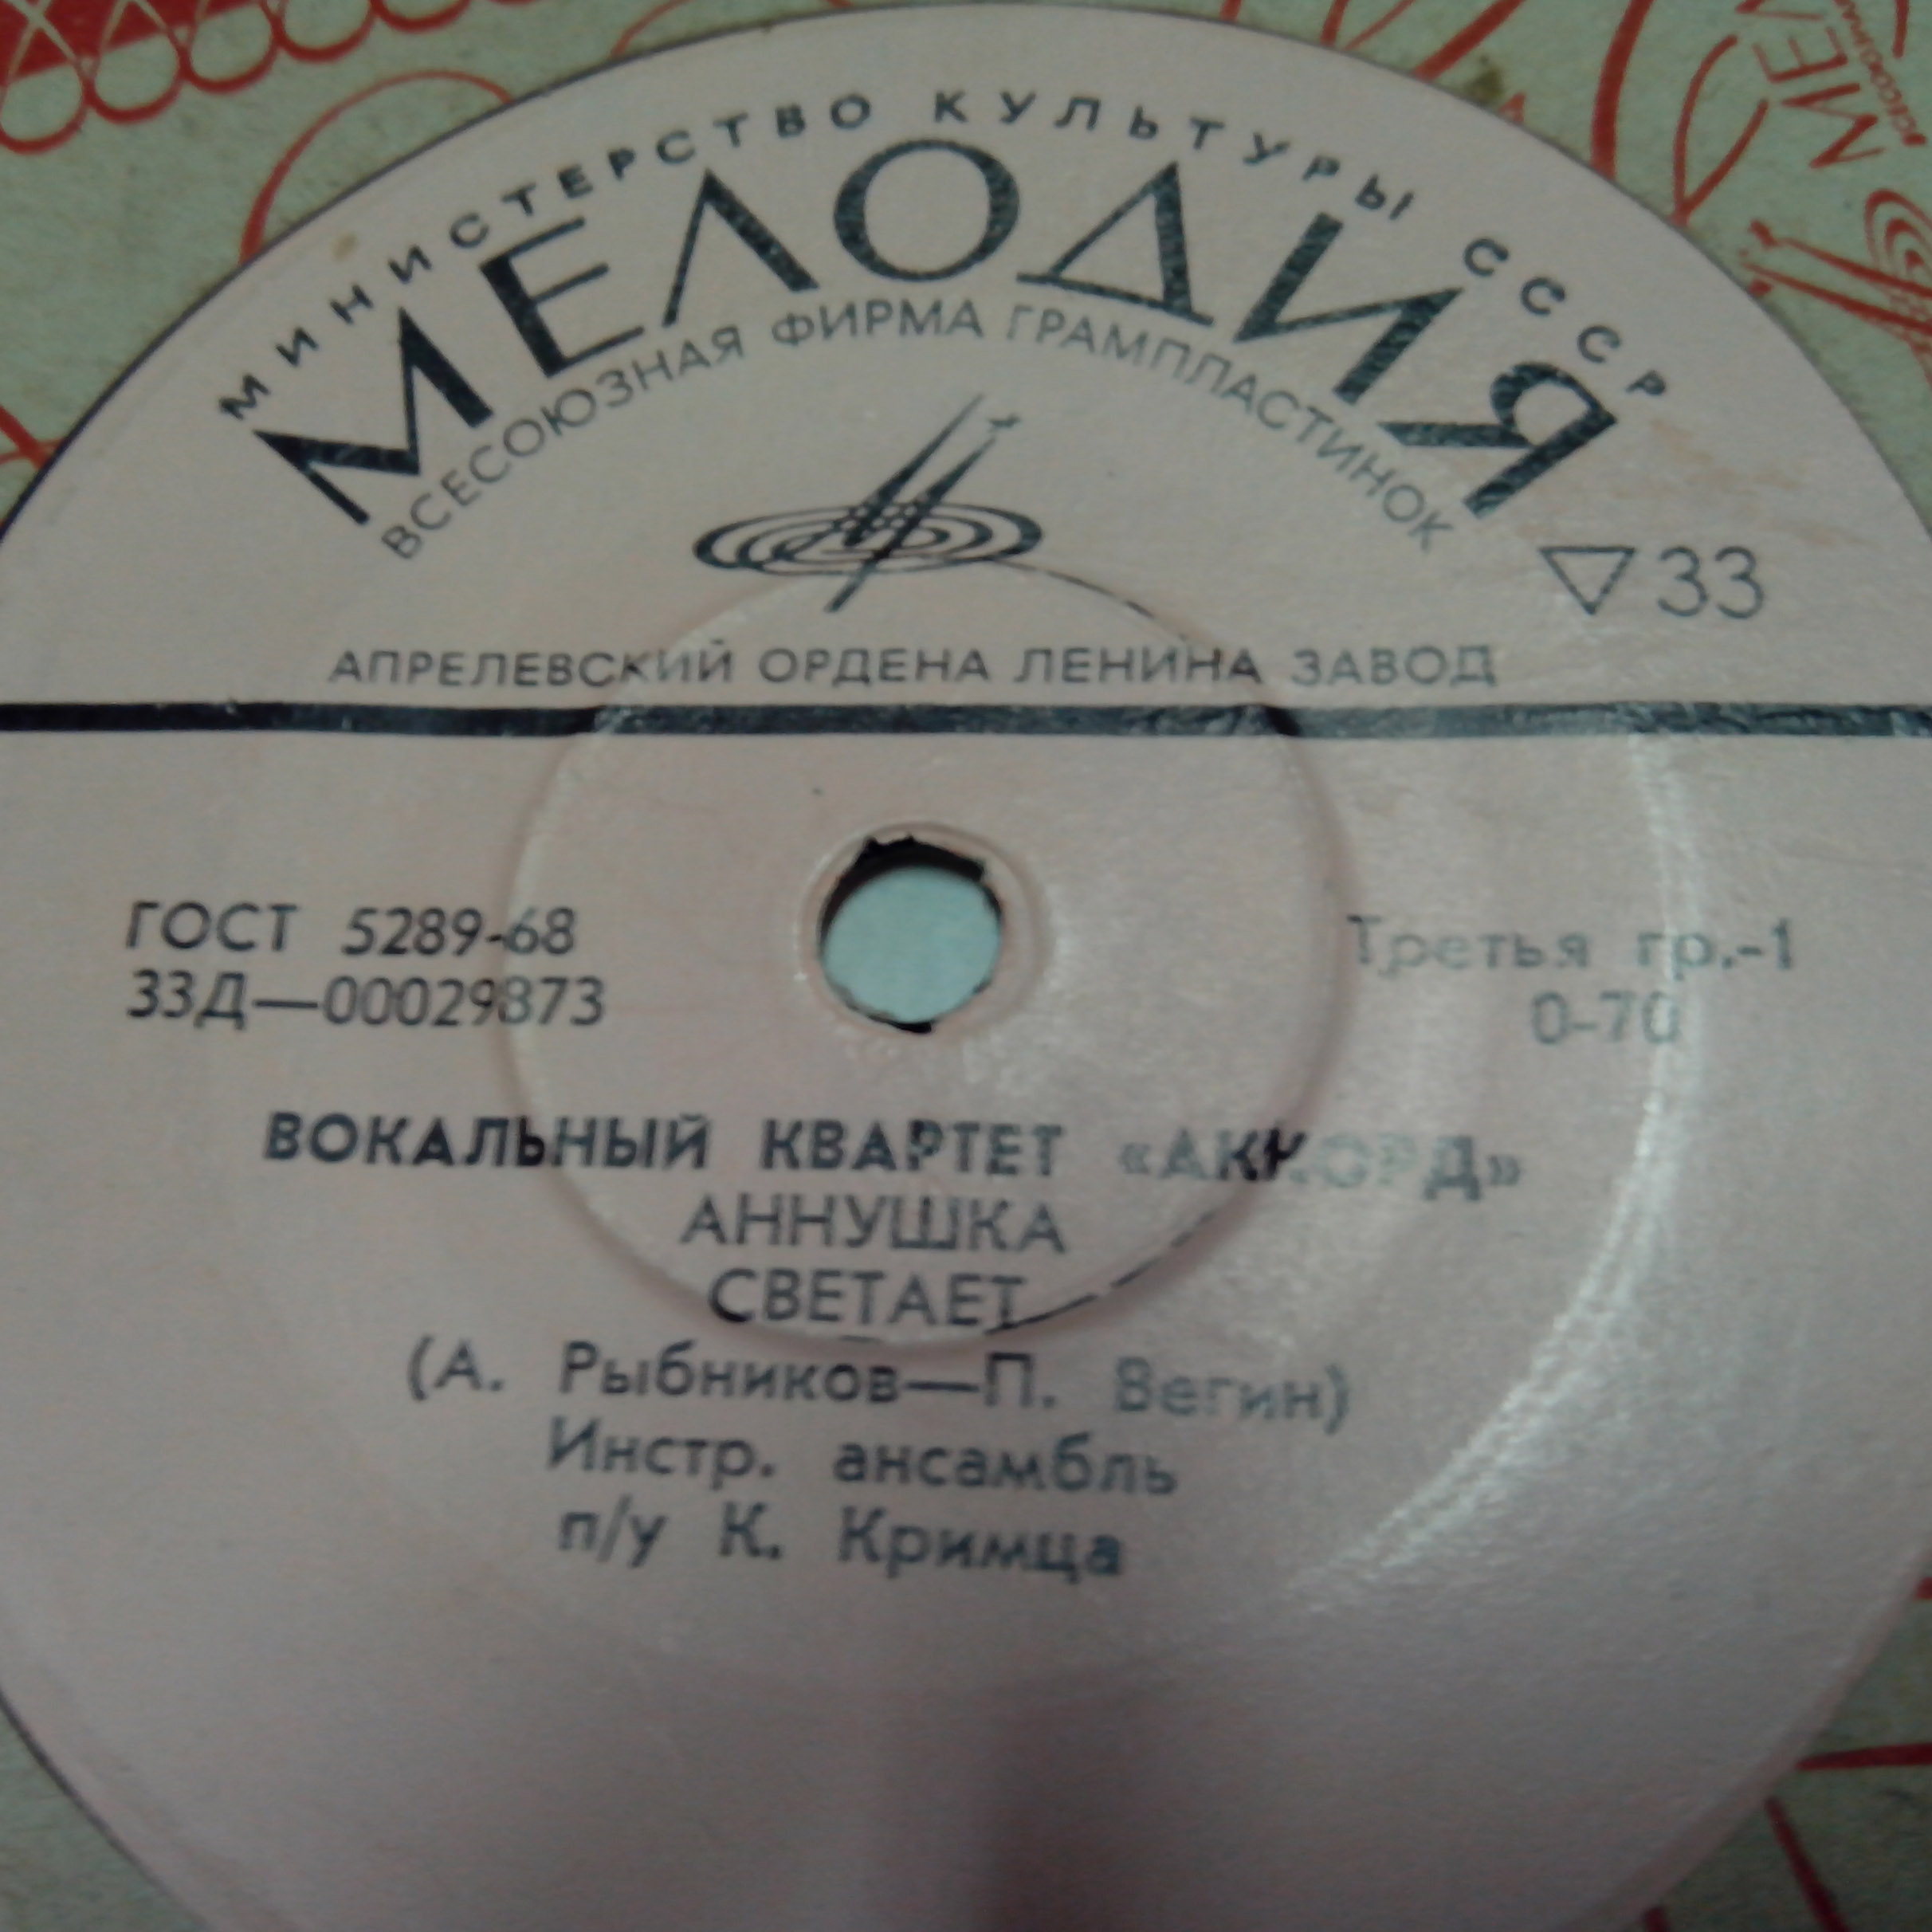 МИНИСТЕРСТВО КУЛЬТУРЫ СССР
МЕЛОДИЯ
ВСЕСОЮЗНАЯ ФИРМА ГРАМПЛАСТИНОК
33
АПРЕЛЕВСКИЙ ОРДЕНА ЛЕНИНА ЗАВОД
ГОСТ 5289-68
33Д—00029873
Третья гр.-1
0-70
ВОКАЛЬНЫЙ КВАРТЕТ «АККОРД»
АННУШКА
СВЕТАЕТ
(А. Рыбников—П. Вегин)
Инстр. ансамбль
п/у К. Кримца